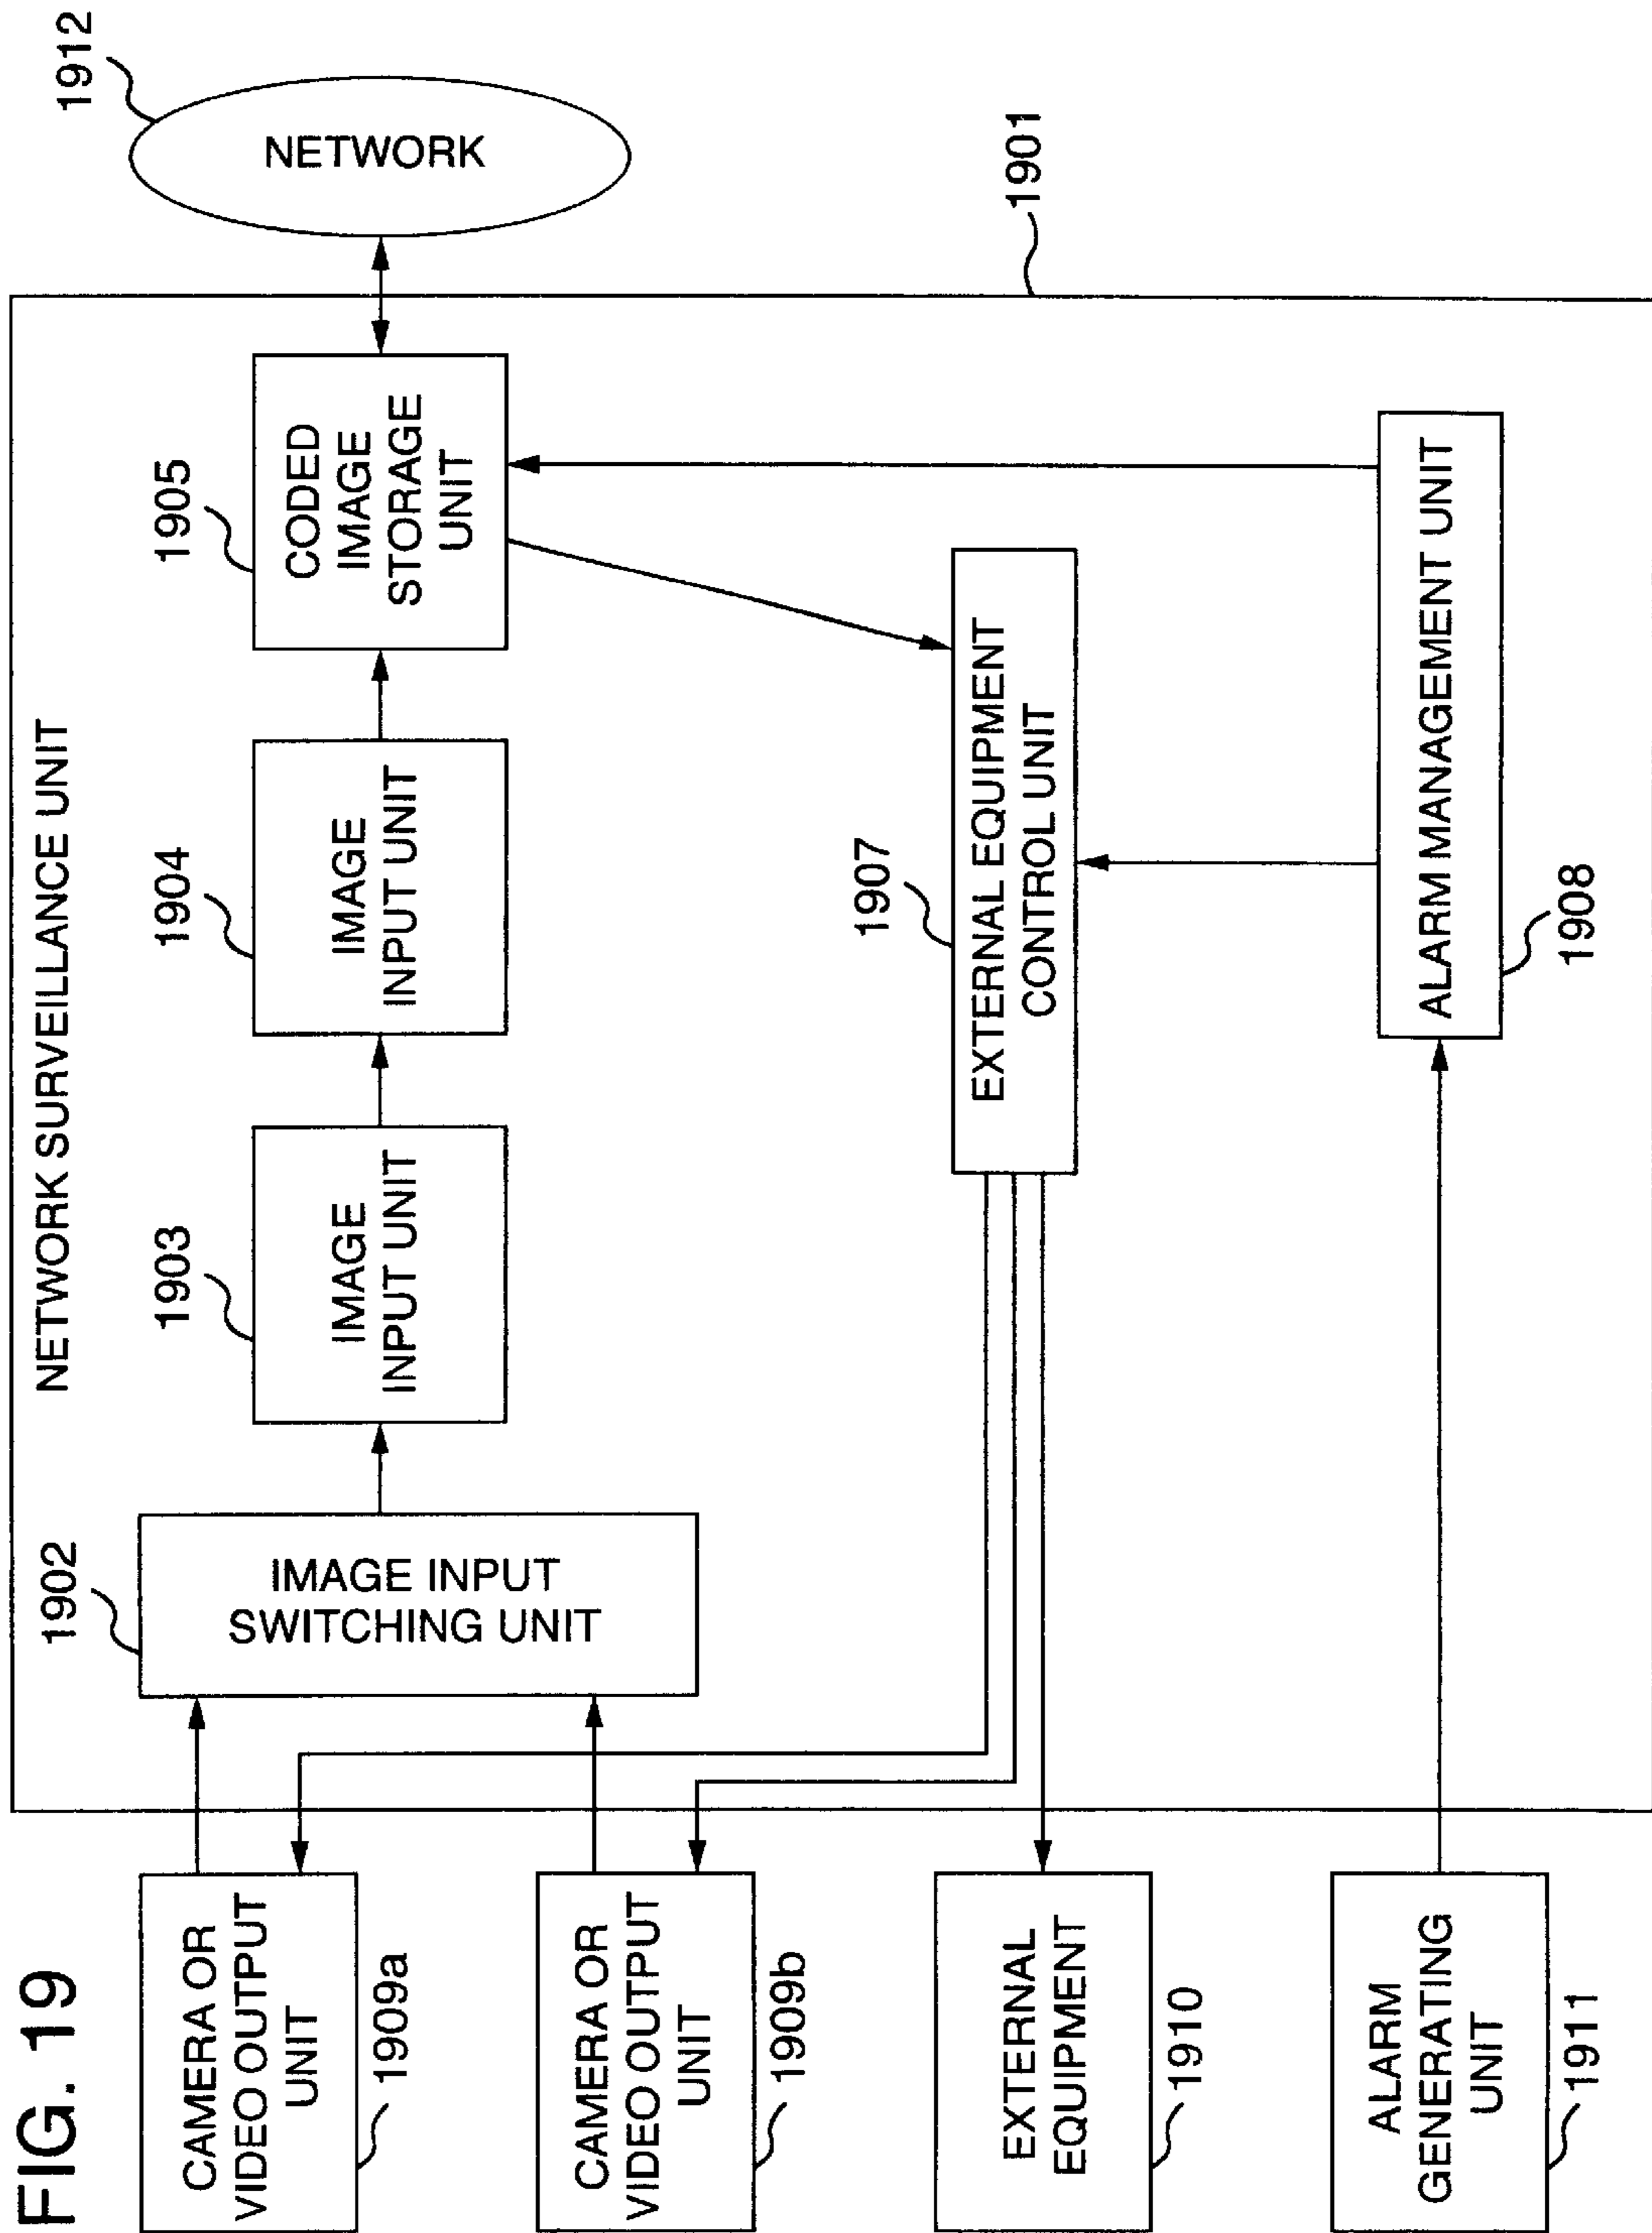 FIG. 19
NETWORK SURVEILLANCE UNIT
1901
1912
NETWORK
1902
IMAGE INPUT
SWITCHING UNIT
1903
IMAGE
INPUT UNIT
1904
IMAGE
INPUT UNIT
1905
CODED
IMAGE
STORAGE
UNIT
CAMERA OR
VIDEO OUTPUT
UNIT
1909a
CAMERA OR
VIDEO OUTPUT
UNIT
1909b
1907
EXTERNAL EQUIPMENT
CONTROL UNIT
EXTERNAL
EQUIPMENT
1910
ALARM MANAGEMENT UNIT
1908
ALARM
GENERATING
UNIT
1911